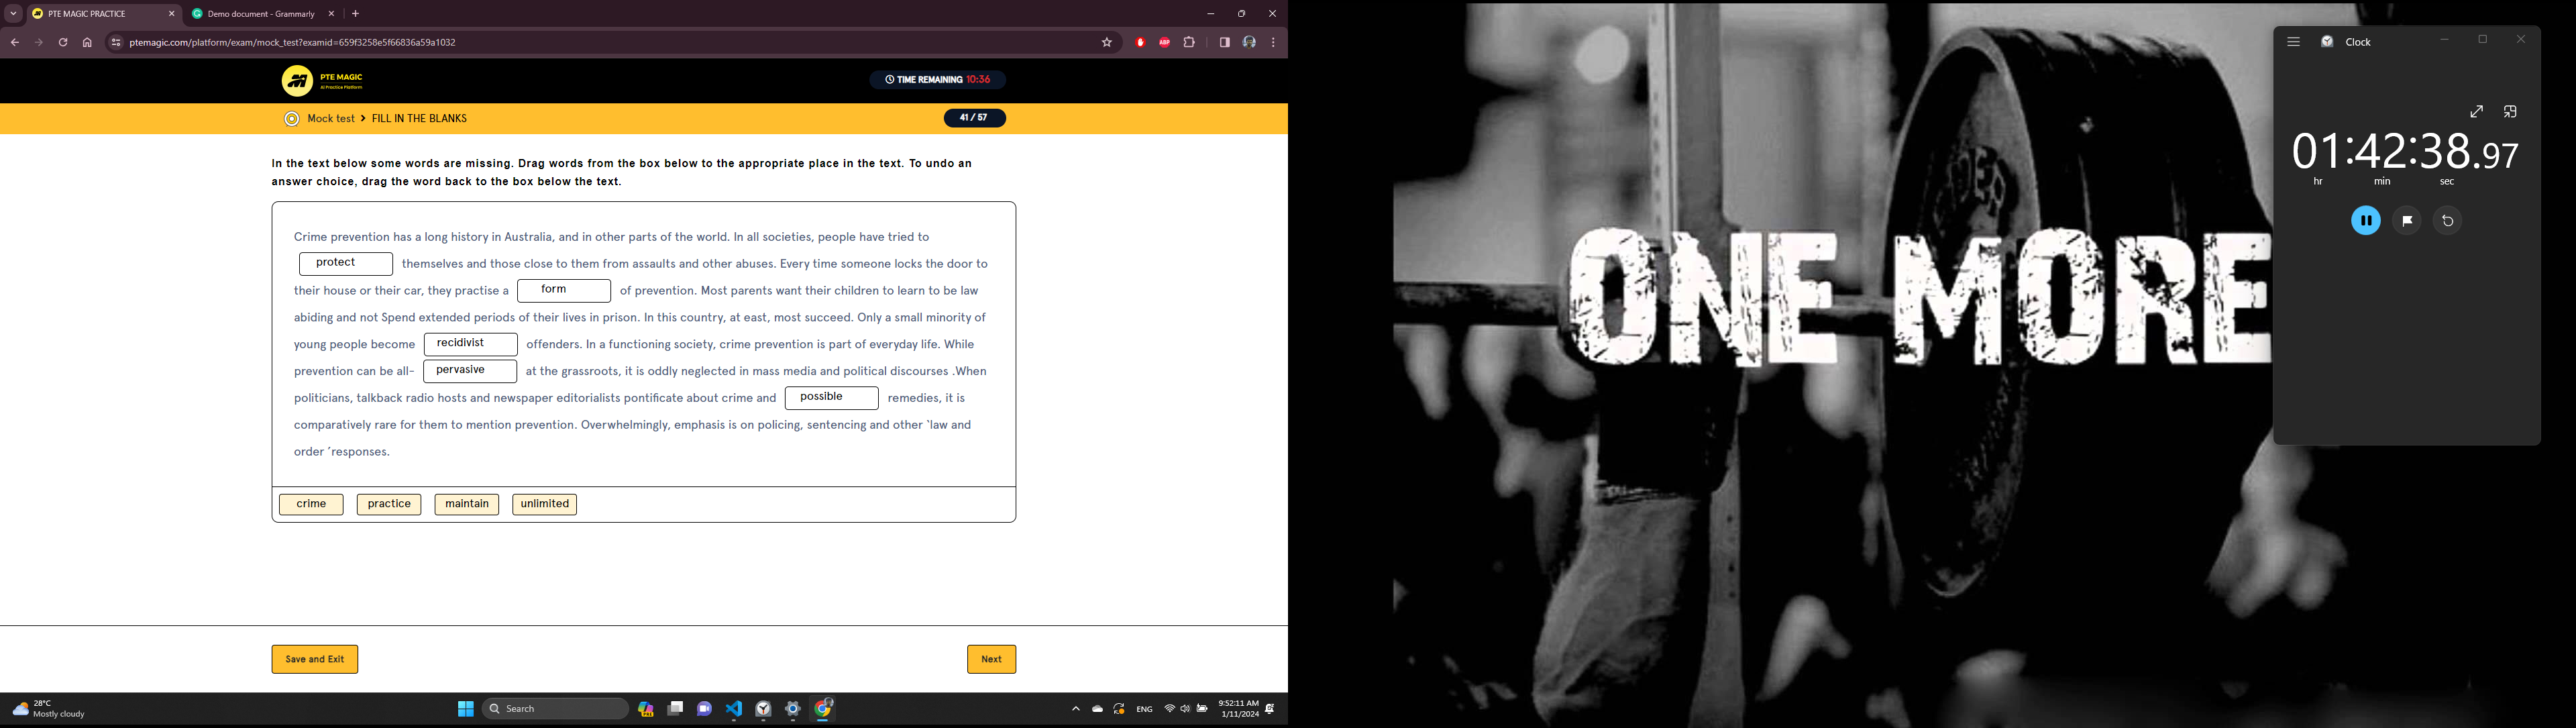 PTE MAGIC PRACTICE
Demo document - Grammarly
ptemagic.com/platform/exam/mock_test?examid=659f3258e5f66836a59a1032
ABP
PTE MAGIC
AI Practice Platform
TIME REMAINING 10:36
Mock test > FILL IN THE BLANKS
41 / 57
In the text below some words are missing. Drag words from the box below to the appropriate place in the text. To undo an
answer choice, drag the word back to the box below the text.
Crime prevention has a long history in Australia, and in other parts of the world. In all societies, people have tried to
protect themselves and those close to them from assaults and other abuses. Every time someone locks the door to
their house or their car, they practise a form of prevention. Most parents want their children to learn to be law
abiding and not Spend extended periods of their lives in prison. In this country, at east, most succeed. Only a small minority of
young people become recidivist offenders. In a functioning society, crime prevention is part of everyday life. While
prevention can be all- pervasive at the grassroots, it is oddly neglected in mass media and political discourses .When
politicians, talkback radio hosts and newspaper editorialists pontificate about crime and possible remedies, it is
comparatively rare for them to mention prevention. Overwhelmingly, emphasis is on policing, sentencing and other ‘law and
order ’responses.
crime practice maintain unlimited
Save and Exit
Next
28°C
Mostly cloudy
Search
ENG
9:52:11 AM
1/11/2024
ONE MORE
Clock
01:42:38.97
hr min sec